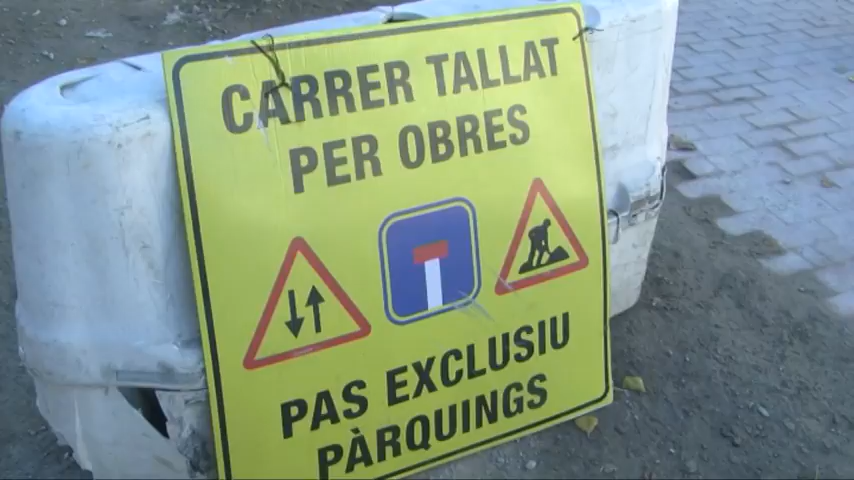 CARRER TALLAT
PER OBRES
PAS EXCLUSIU
PÀRQUINGS